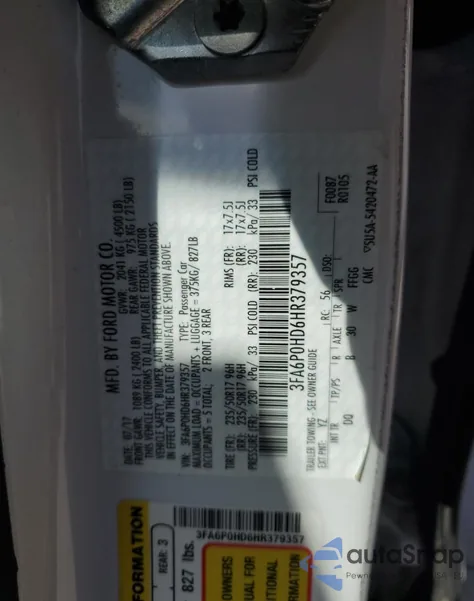 MFD. BY FORD MOTOR CO.
DATE: 07/17 GVWR: 2041 KG (4500 LB)
FRONT GAWR: 1089 KG (2400 LB) REAR GAWR: 975 KG (2150 LB)
THIS VEHICLE CONFORMS TO ALL APPLICABLE FEDERAL MOTOR
VEHICLE SAFETY, BUMPER, AND THEFT PREVENTION STANDARDS
IN EFFECT ON THE DATE OF MANUFACTURE SHOWN ABOVE.
VIN: 3FA6P0HD6HR379357 TYPE: Passenger Car
MAXIMUM LOAD = OCCUPANTS + LUGGAGE = 375KG/ 827LB
OCCUPANTS = 5 TOTAL; 2 FRONT, 3 REAR
TIRE (FR): 235/50R17 96H RIMS (FR): 17x7.5J
(RR): 235/50R17 96H (RR): 17x7.5J
PRESSURE (FR): 230 kPa/ 33 PSI COLD (RR): 230 kPa/ 33 PSI COLD
3FA6P0HD6HR379357
F0087
R0105
TRAILER TOWING - SEE OWNER GUIDE
EXT PNT: YZ RC: 56 DSO:
INT TR TP/PS R AXLE TR SPR
DQ B 30 W FFGG
CMC
5U5A-5420472-AA
3FA6P0HD6HR379357
REAR: 3
827 lbs.
autoSnap